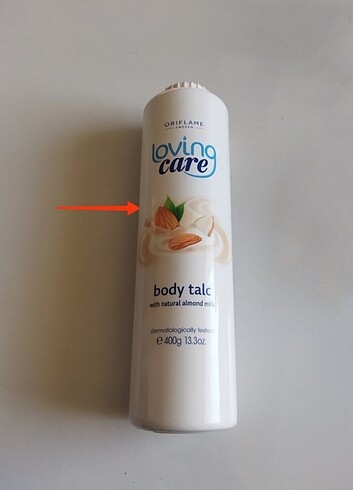 ORIFLAME
SWEDEN
loving
care
body talc
with natural almond milk
dermatologically tested
℮ 400g 13.3oz.